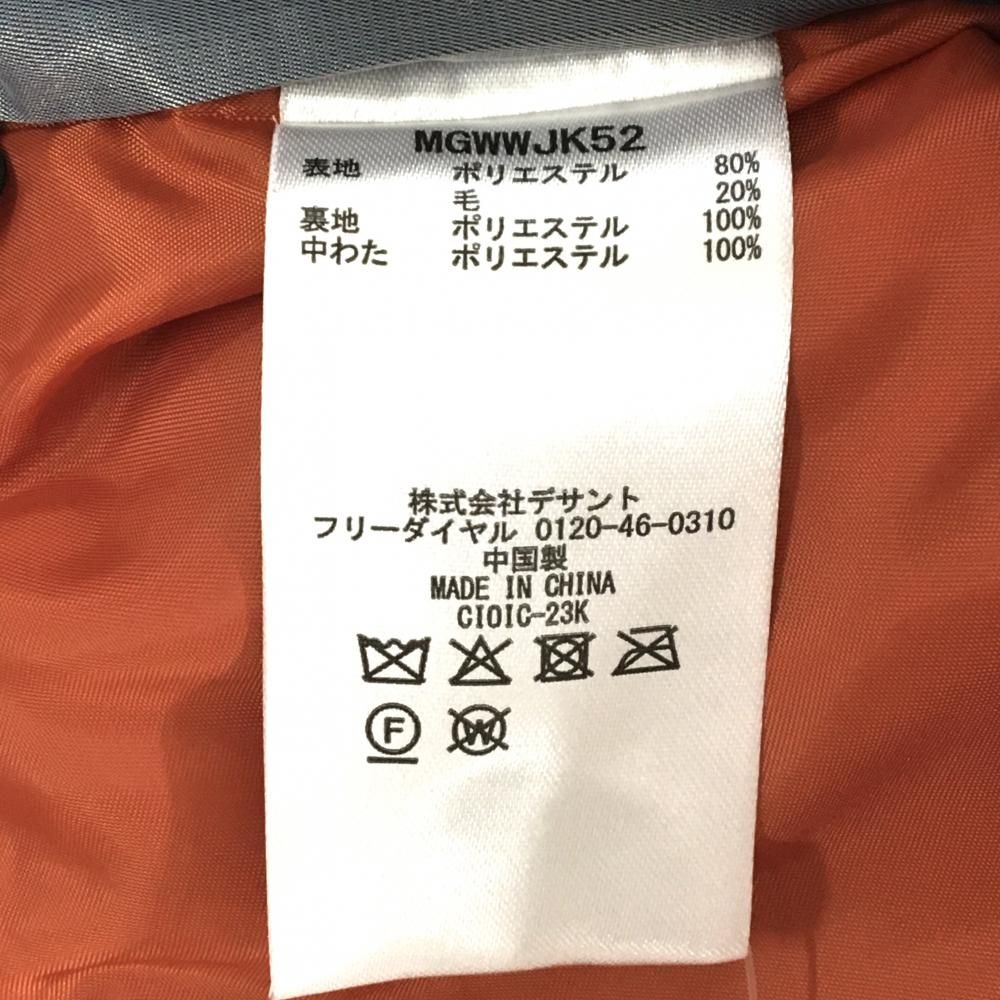 MGWWJK52
表地 ポリエステル 80%
毛 20%
裏地 ポリエステル 100%
中わた ポリエステル 100%
株式会社デサント
フリーダイヤル 0120-46-0310
中国製
MADE IN CHINA
CIOIC-23K
F W